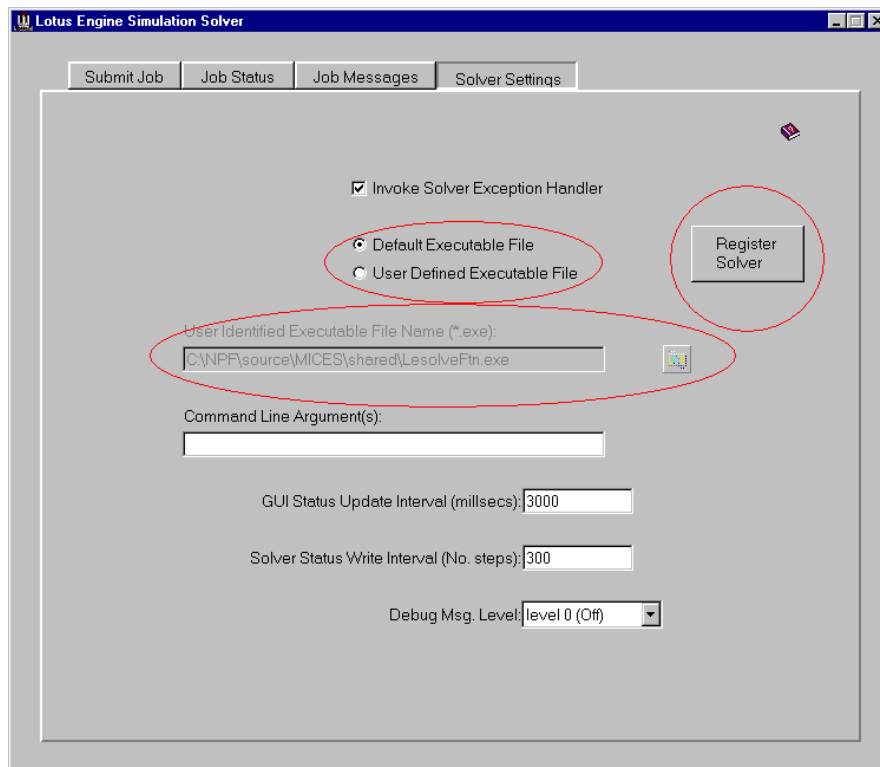 Lotus Engine Simulation Solver
Submit Job
Job Status
Job Messages
Solver Settings
Invoke Solver Exception Handler
Default Executable File
User Defined Executable File
Register
Solver
User Identified Executable File Name (*.exe):
C:\NPF\source\MICES\shared\LesolveFtn.exe
Command Line Argument(s):
GUI Status Update Interval (millsecs): 3000
Solver Status Write Interval (No. steps): 300
Debug Msg. Level: level 0 (Off)